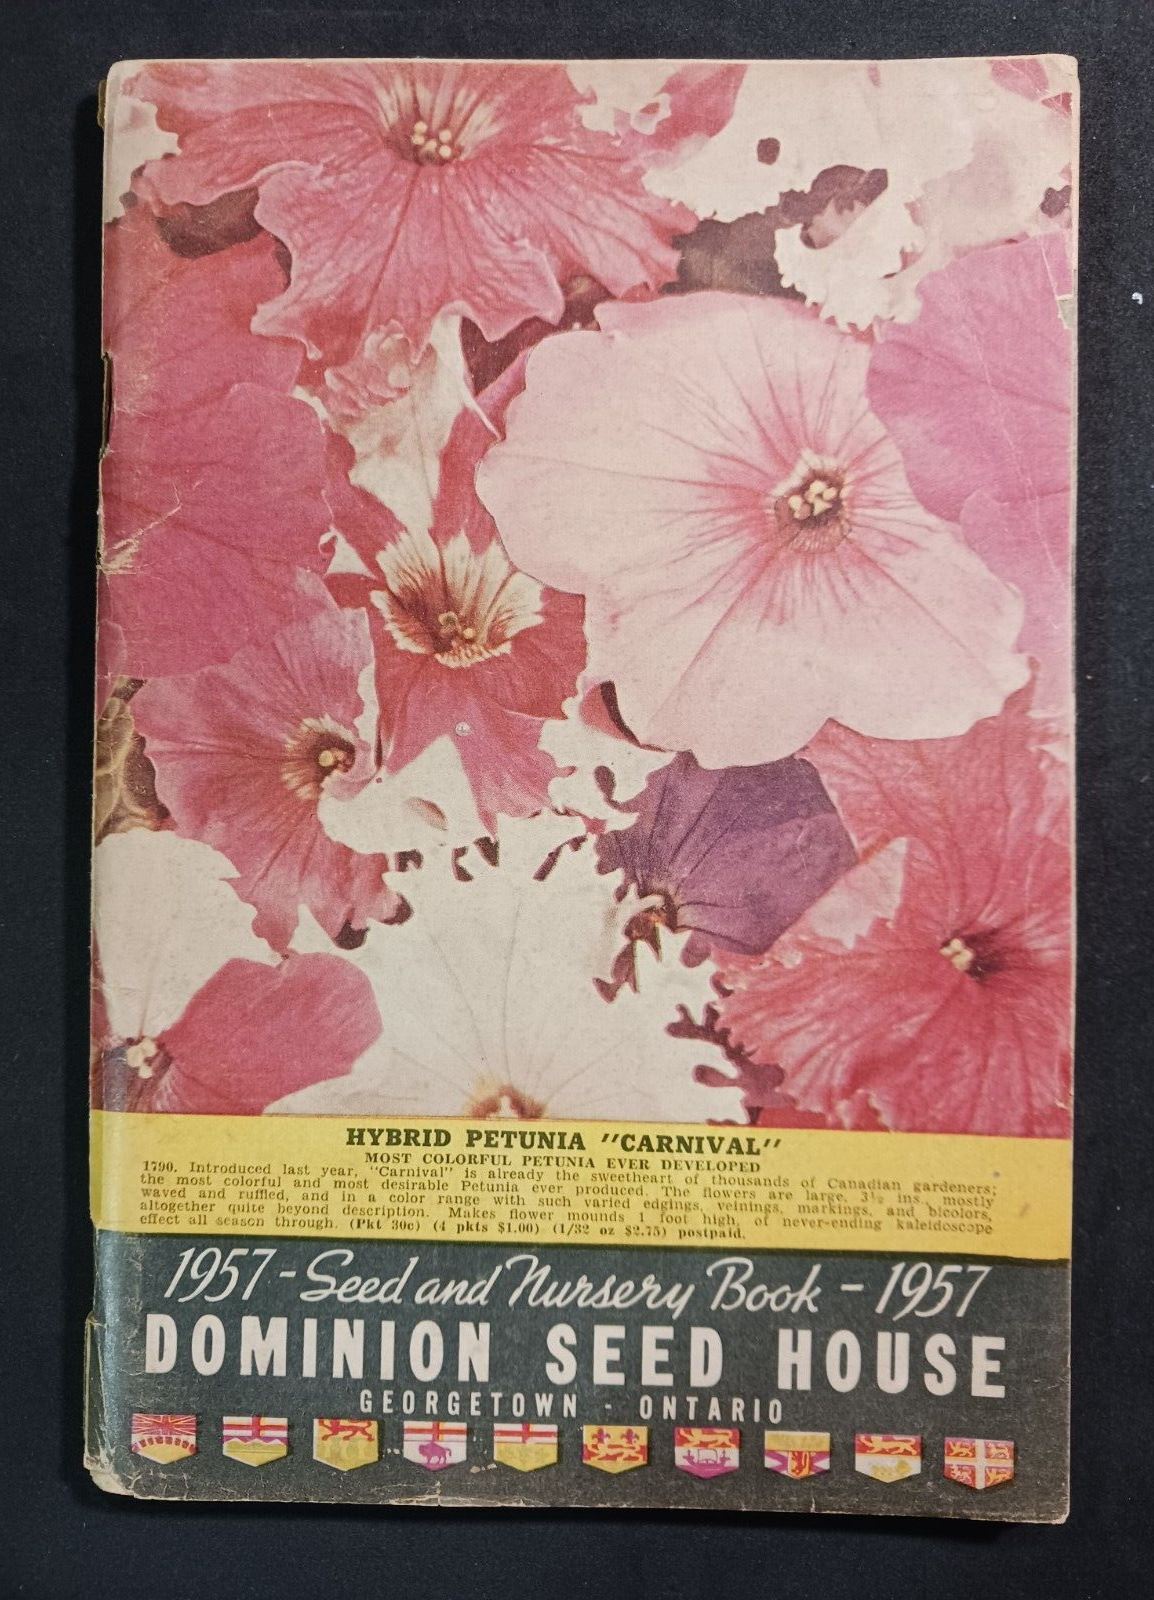 HYBRID PETUNIA "CARNIVAL"
MOST COLORFUL PETUNIA EVER DEVELOPED
1790. Introduced last year, "Carnival" is already the sweetheart of thousands of Canadian gardeners;
the most colorful and most desirable Petunia ever produced. The flowers are large, 3½ ins., mostly
waved and ruffled, and in a color range with such varied edgings, veinings, markings, and bicolors,
altogether quite beyond description. Makes flower mounds 1 foot high, of never-ending kaleidoscope
effect all season through. (Pkt 30c) (4 pkts $1.00) (1/32 oz $2.75) postpaid.
1957 - Seed and Nursery Book - 1957
DOMINION SEED HOUSE
GEORGETOWN - ONTARIO